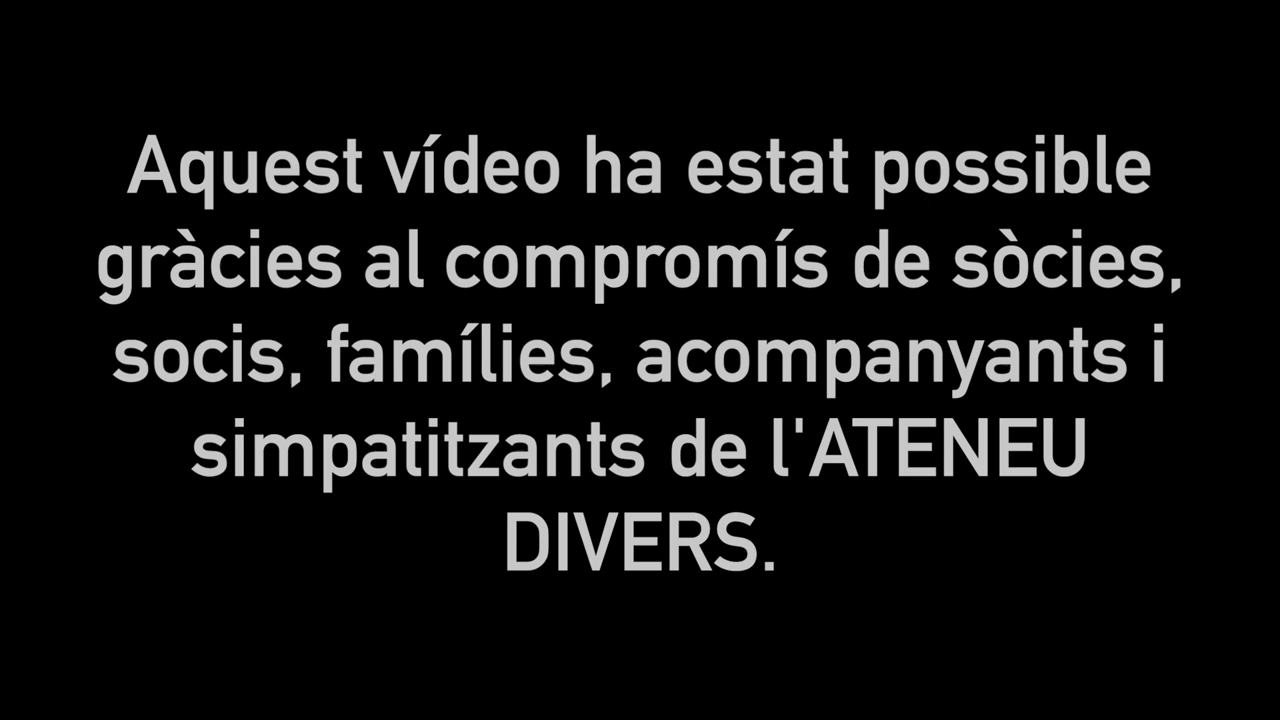 Aquest vídeo ha estat possible
gràcies al compromís de sòcies,
socis, famílies, acompanyants i
simpatitzants de l'ATENEU
DIVERS.